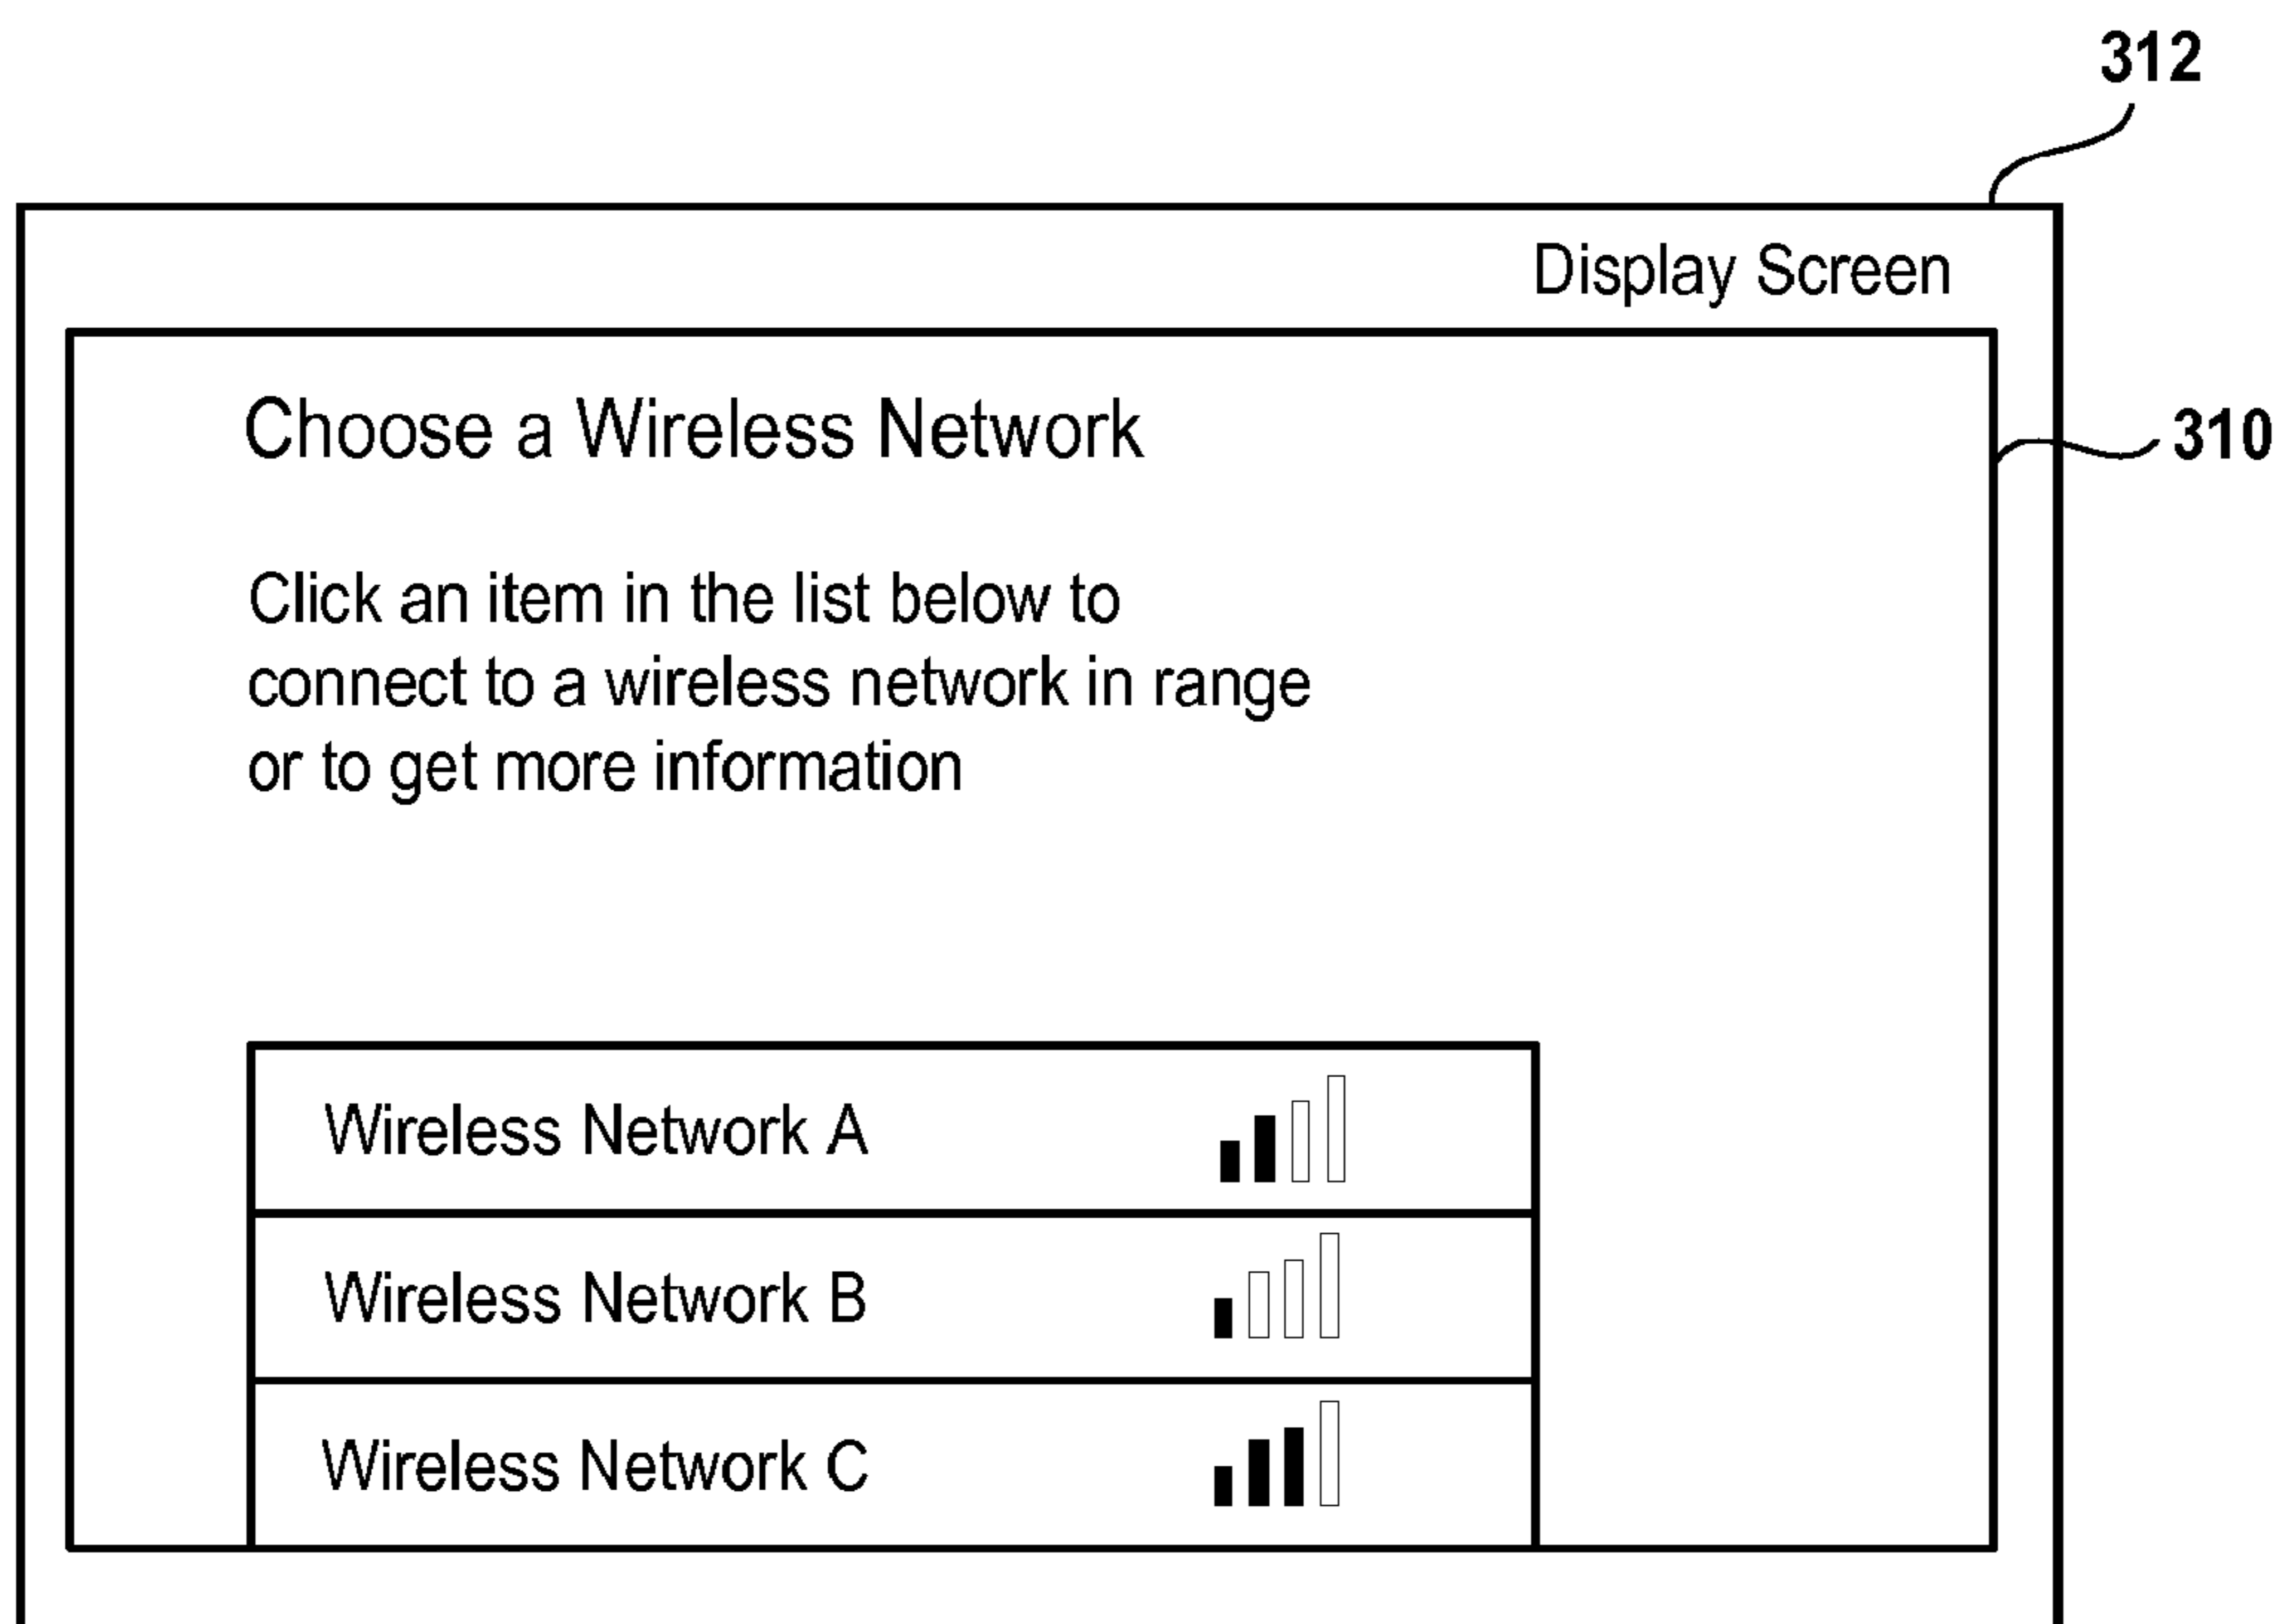 312
Display Screen
Choose a Wireless Network
310
Click an item in the list below to
connect to a wireless network in range
or to get more information
Wireless Network A
Wireless Network B
Wireless Network C